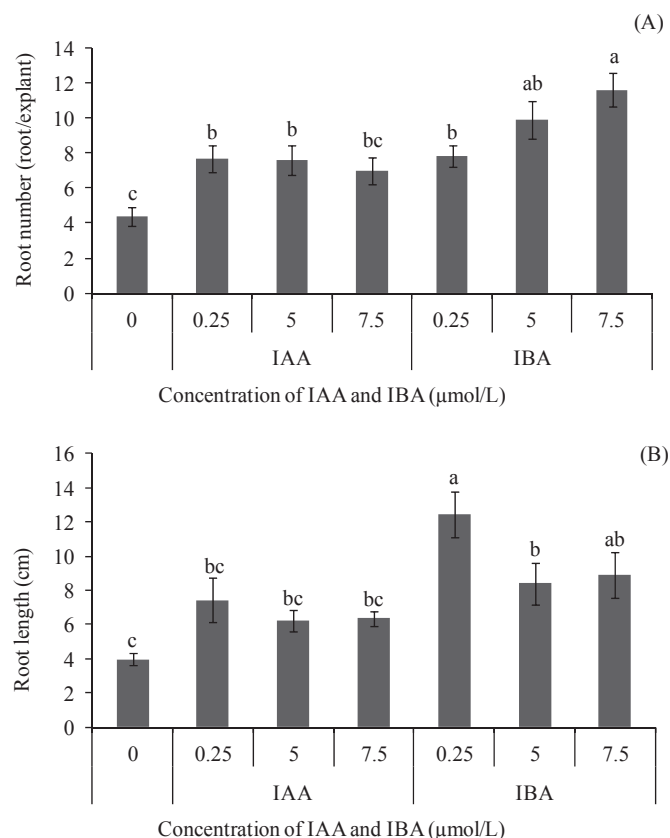 (A)
Root number (root/explant)
14
12
10
8
6
4
2
0
c
b
b
bc
b
ab
a
0 0.25 5 7.5 0.25 5 7.5
IAA IBA
Concentration of IAA and IBA (µmol/L)
(B)
Root length (cm)
16
14
12
10
8
6
4
2
0
c
bc
bc
bc
a
b
ab
0 0.25 5 7.5 0.25 5 7.5
IAA IBA
Concentration of IAA and IBA (µmol/L)